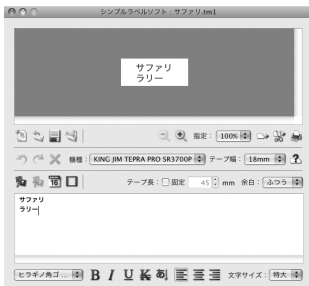 シンプルラベルソフト：サファリ.tm1
サファリ
ラリー
指定： 100%
機種： KING JIM TEPRA PRO SR3700P テープ幅： 18mm ?
16 テープ長： 固定 45 mm 余白： ふつう
サファリ
ラリー
ヒラギノ角ゴ... B I U K あ 文字サイズ： 特大